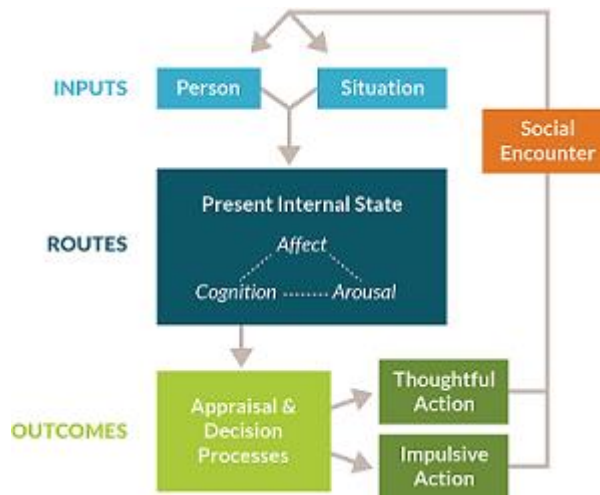 INPUTS
Person
Situation
Social
Encounter
ROUTES
Present Internal State
Affect
Cognition
Arousal
OUTCOMES
Appraisal &
Decision
Processes
Thoughtful
Action
Impulsive
Action